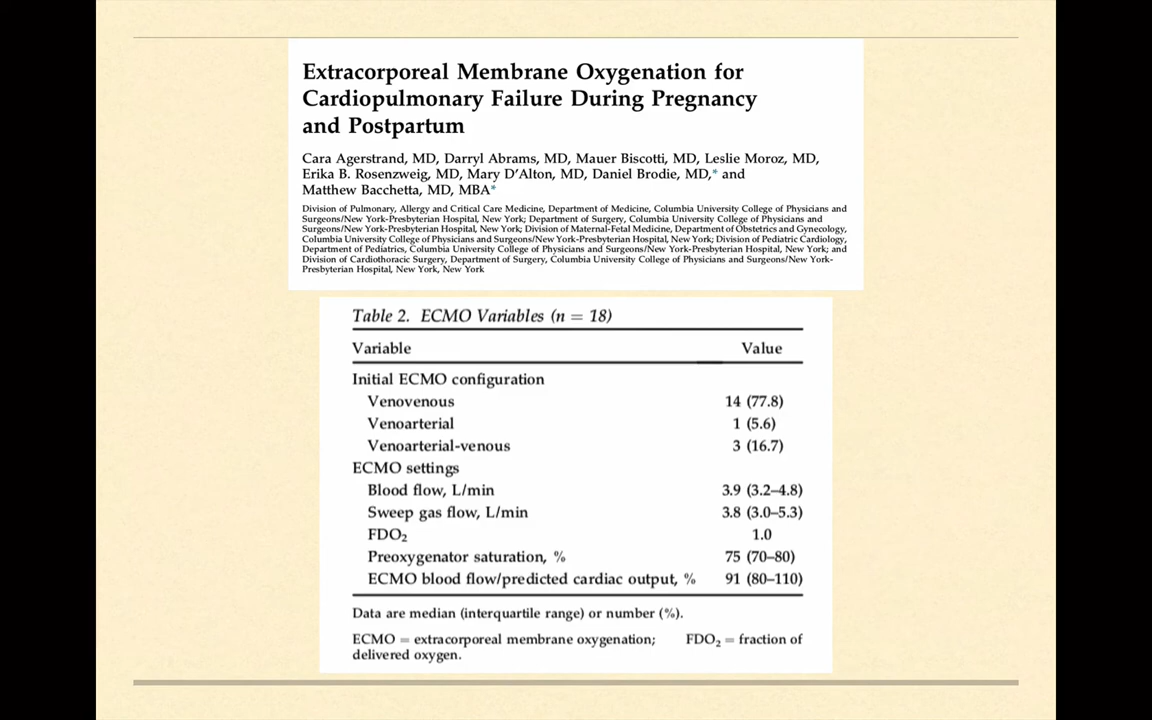 Extracorporeal Membrane Oxygenation for
Cardiopulmonary Failure During Pregnancy
and Postpartum
Cara Agerstrand, MD, Darryl Abrams, MD, Mauer Biscotti, MD, Leslie Moroz, MD,
Erika B. Rosenzweig, MD, Mary D'Alton, MD, Daniel Brodie, MD,* and
Matthew Bacchetta, MD, MBA*
Division of Pulmonary, Allergy and Critical Care Medicine, Department of Medicine, Columbia University College of Physicians and
Surgeons/New York-Presbyterian Hospital, New York; Department of Surgery, Columbia University College of Physicians and
Surgeons/New York-Presbyterian Hospital, New York; Division of Maternal-Fetal Medicine, Department of Obstetrics and Gynecology,
Columbia University College of Physicians and Surgeons/New York-Presbyterian Hospital, New York; Division of Pediatric Cardiology,
Department of Pediatrics, Columbia University College of Physicians and Surgeons/New York-Presbyterian Hospital, New York; and
Division of Cardiothoracic Surgery, Department of Surgery, Columbia University College of Physicians and Surgeons/New York-
Presbyterian Hospital, New York, New York
Table 2. ECMO Variables (n = 18)
Variable Value
Initial ECMO configuration
Venovenous 14 (77.8)
Venoarterial 1 (5.6)
Venoarterial-venous 3 (16.7)
ECMO settings
Blood flow, L/min 3.9 (3.2–4.8)
Sweep gas flow, L/min 3.8 (3.0–5.3)
FDO₂ 1.0
Preoxygenator saturation, % 75 (70–80)
ECMO blood flow/predicted cardiac output, % 91 (80–110)
Data are median (interquartile range) or number (%).
ECMO = extracorporeal membrane oxygenation; FDO₂ = fraction of
delivered oxygen.